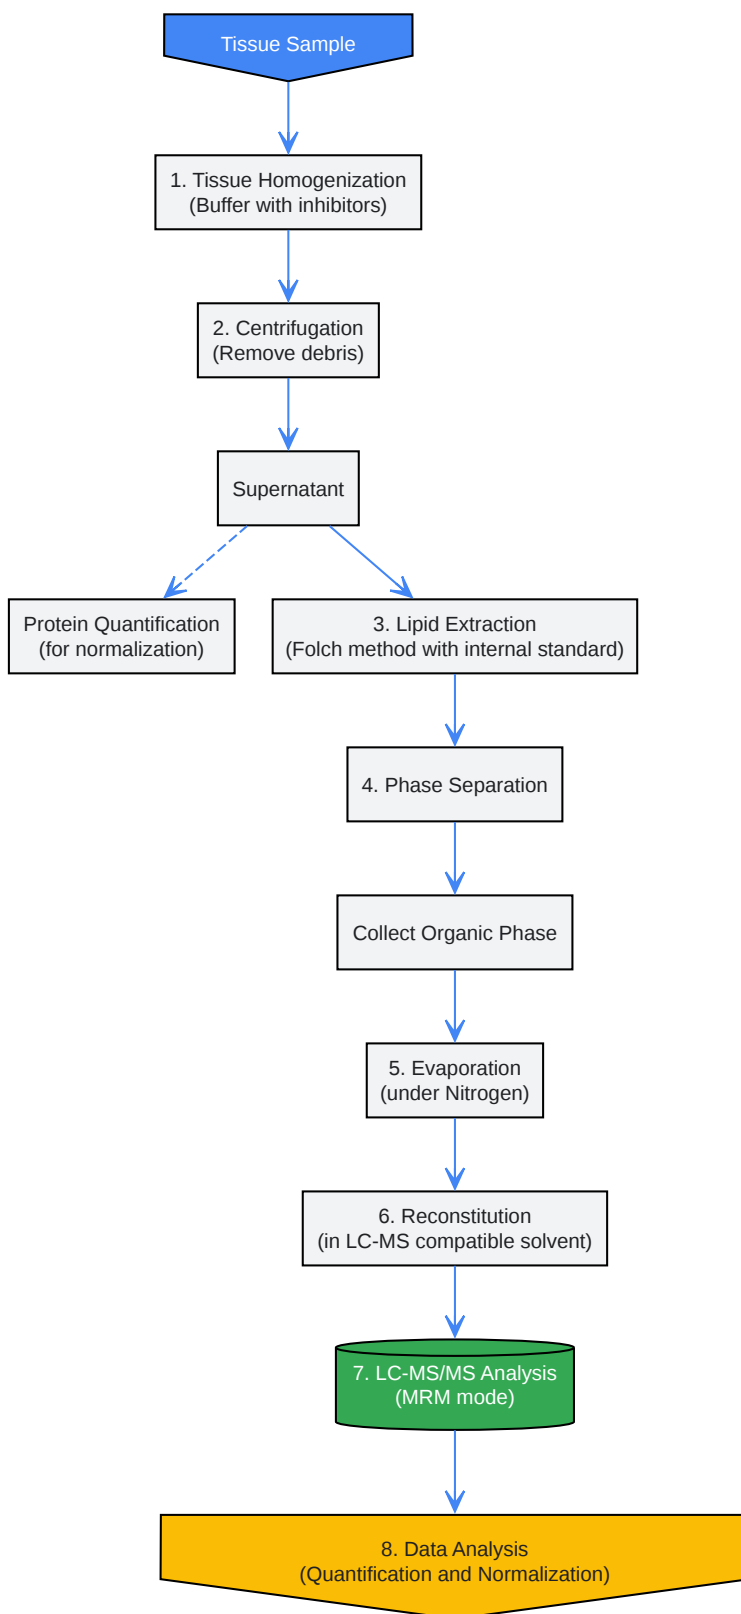 Tissue Sample
1. Tissue Homogenization
(Buffer with inhibitors)
2. Centrifugation
(Remove debris)
Supernatant
Protein Quantification
(for normalization)
3. Lipid Extraction
(Folch method with internal standard)
4. Phase Separation
Collect Organic Phase
5. Evaporation
(under Nitrogen)
6. Reconstitution
(in LC-MS compatible solvent)
7. LC-MS/MS Analysis
(MRM mode)
8. Data Analysis
(Quantification and Normalization)